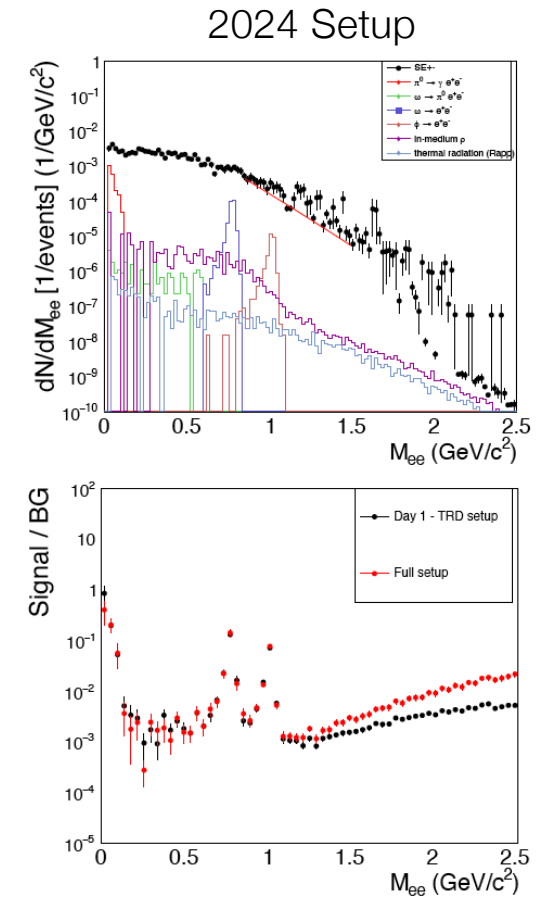 2024 Setup
dN/dM_ee [1/events] (1/GeV/c²)
1
10⁻¹
10⁻²
10⁻³
10⁻⁴
10⁻⁵
10⁻⁶
10⁻⁷
10⁻⁸
10⁻⁹
10⁻¹⁰
SE+-
π⁰ → γ e⁺e⁻
ω → π⁰ e⁺e⁻
ω → e⁺e⁻
ϕ → e⁺e⁻
in-medium ρ
thermal radiation (Rapp)
0 0.5 1 1.5 2 2.5
M_ee (GeV/c²)
Signal / BG
10²
10
1
10⁻¹
10⁻²
10⁻³
10⁻⁴
10⁻⁵
Day 1 - TRD setup
Full setup
0 0.5 1 1.5 2 2.5
M_ee (GeV/c²)